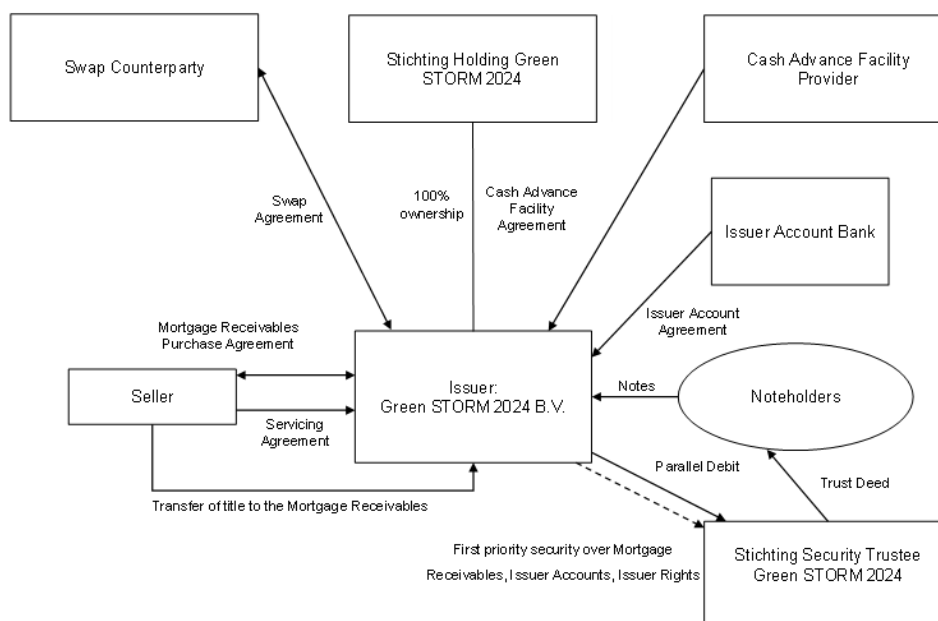 Swap Counterparty
Stichting Holding Green
STORM 2024
Cash Advance Facility
Provider
Swap
Agreement
100%
ownership
Cash Advance
Facility
Agreement
Issuer Account Bank
Issuer Account
Agreement
Mortgage Receivables
Purchase Agreement
Seller
Issuer:
Green STORM 2024 B.V.
Notes
Noteholders
Servicing
Agreement
Parallel Debit
Trust Deed
Transfer of title to the Mortgage Receivables
First priority security over Mortgage
Receivables, Issuer Accounts, Issuer Rights
Stichting Security Trustee
Green STORM 2024